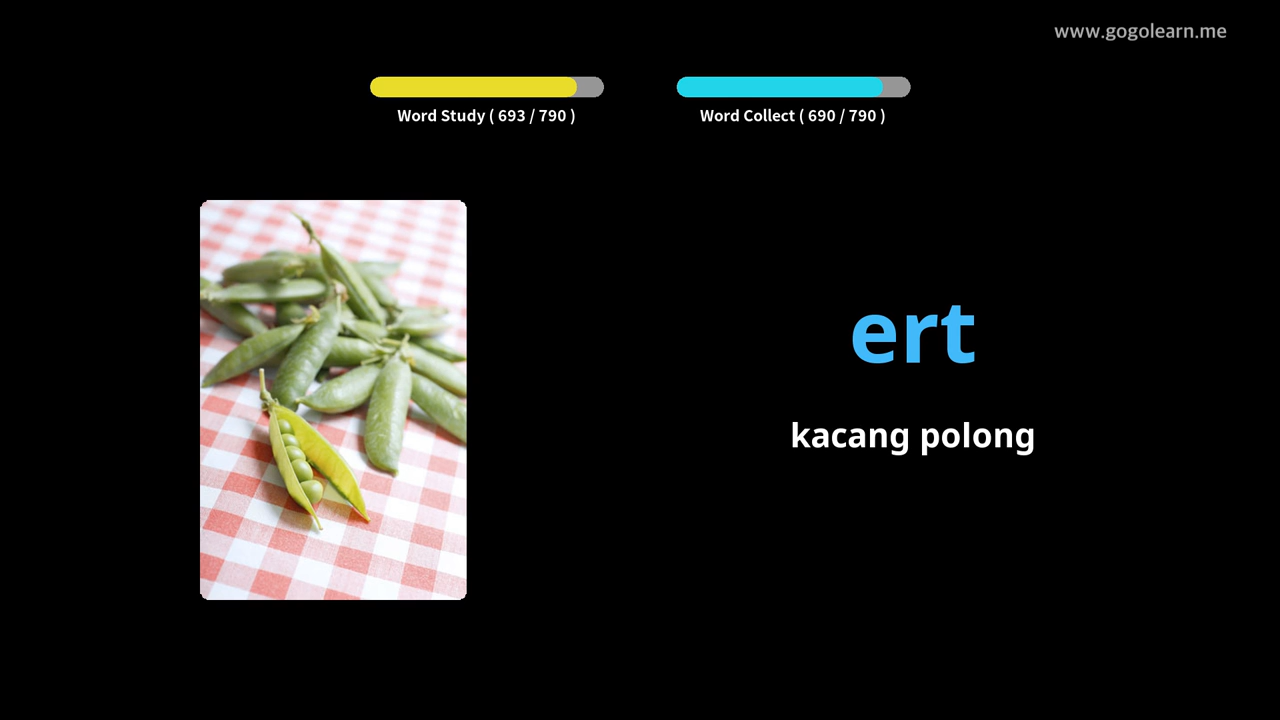 www.gogolearn.me
Word Study ( 693 / 790 )
Word Collect ( 690 / 790 )
ert
kacang polong